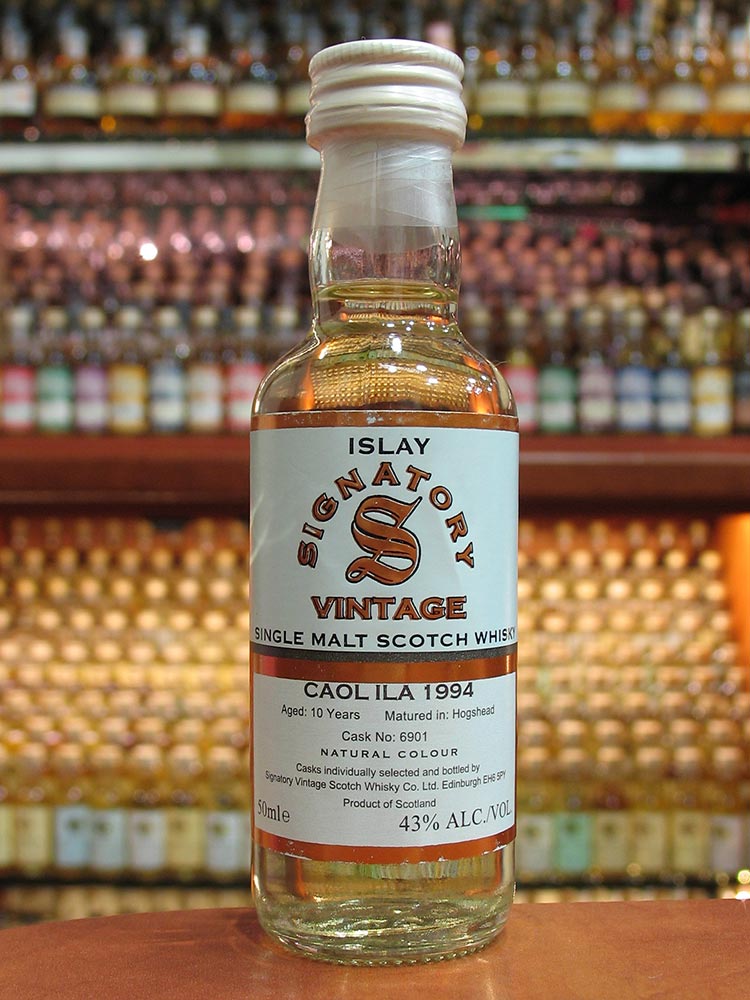 ISLAY
SIGNATORY
S
VINTAGE
SINGLE MALT SCOTCH WHISKY
CAOL ILA 1994
Aged: 10 Years Matured in: Hogshead
Cask No: 6901
NATURAL COLOUR
Casks individually selected and bottled by
Signatory Vintage Scotch Whisky Co. Ltd. Edinburgh EH6 5PY
Product of Scotland
50ml℮ 43% ALC./VOL.